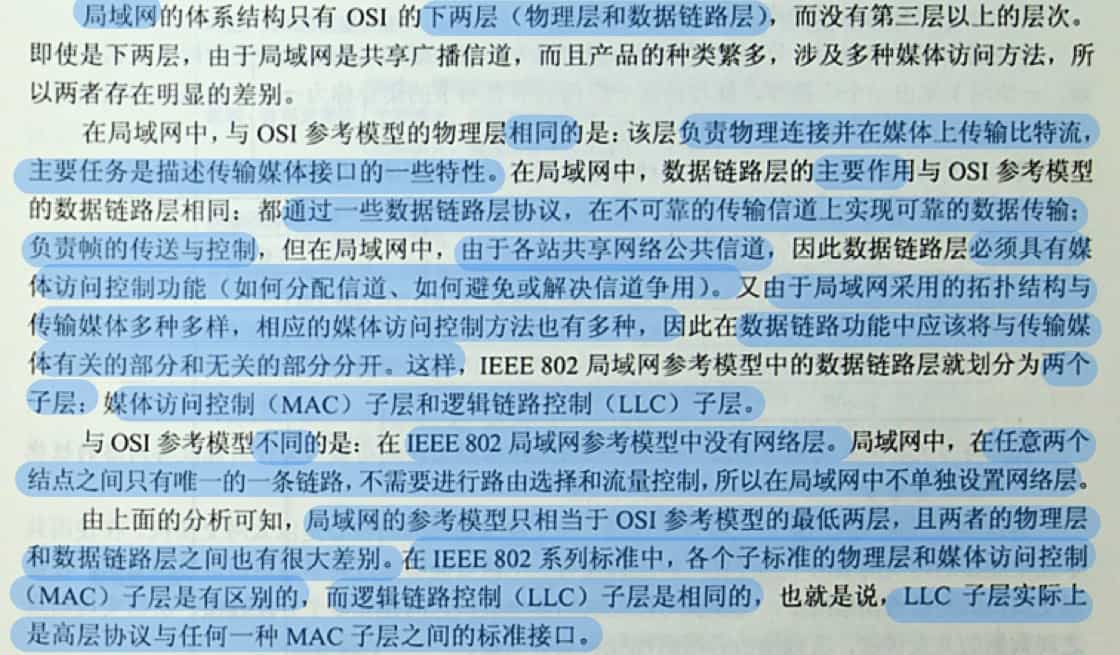 局域网的体系结构只有 OSI 的下两层（物理层和数据链路层），而没有第三层以上的层次。
即使是下两层，由于局域网是共享广播信道，而且产品的种类繁多，涉及多种媒体访问方法，所
以两者存在明显的差别。
在局域网中，与 OSI 参考模型的物理层相同的是：该层负责物理连接并在媒体上传输比特流，
主要任务是描述传输媒体接口的一些特性。在局域网中，数据链路层的主要作用与 OSI 参考模型
的数据链路层相同：都通过一些数据链路层协议，在不可靠的传输信道上实现可靠的数据传输；
负责帧的传送与控制，但在局域网中，由于各站共享网络公共信道，因此数据链路层必须具有媒
体访问控制功能（如何分配信道、如何避免或解决信道争用）。又由于局域网采用的拓扑结构与
传输媒体多种多样，相应的媒体访问控制方法也有多种，因此在数据链路功能中应该将与传输媒
体有关的部分和无关的部分分开。这样，IEEE 802 局域网参考模型中的数据链路层就划分为两个
子层：媒体访问控制（MAC）子层和逻辑链路控制（LLC）子层。
与 OSI 参考模型不同的是：在 IEEE 802 局域网参考模型中没有网络层。局域网中，在任意两个
结点之间只有唯一的一条链路，不需要进行路由选择和流量控制，所以在局域网中不单独设置网络层。
由上面的分析可知，局域网的参考模型只相当于 OSI 参考模型的最低两层，且两者的物理层
和数据链路层之间也有很大差别。在 IEEE 802 系列标准中，各个子标准的物理层和媒体访问控制
（MAC）子层是有区别的，而逻辑链路控制（LLC）子层是相同的，也就是说，LLC 子层实际上
是高层协议与任何一种 MAC 子层之间的标准接口。